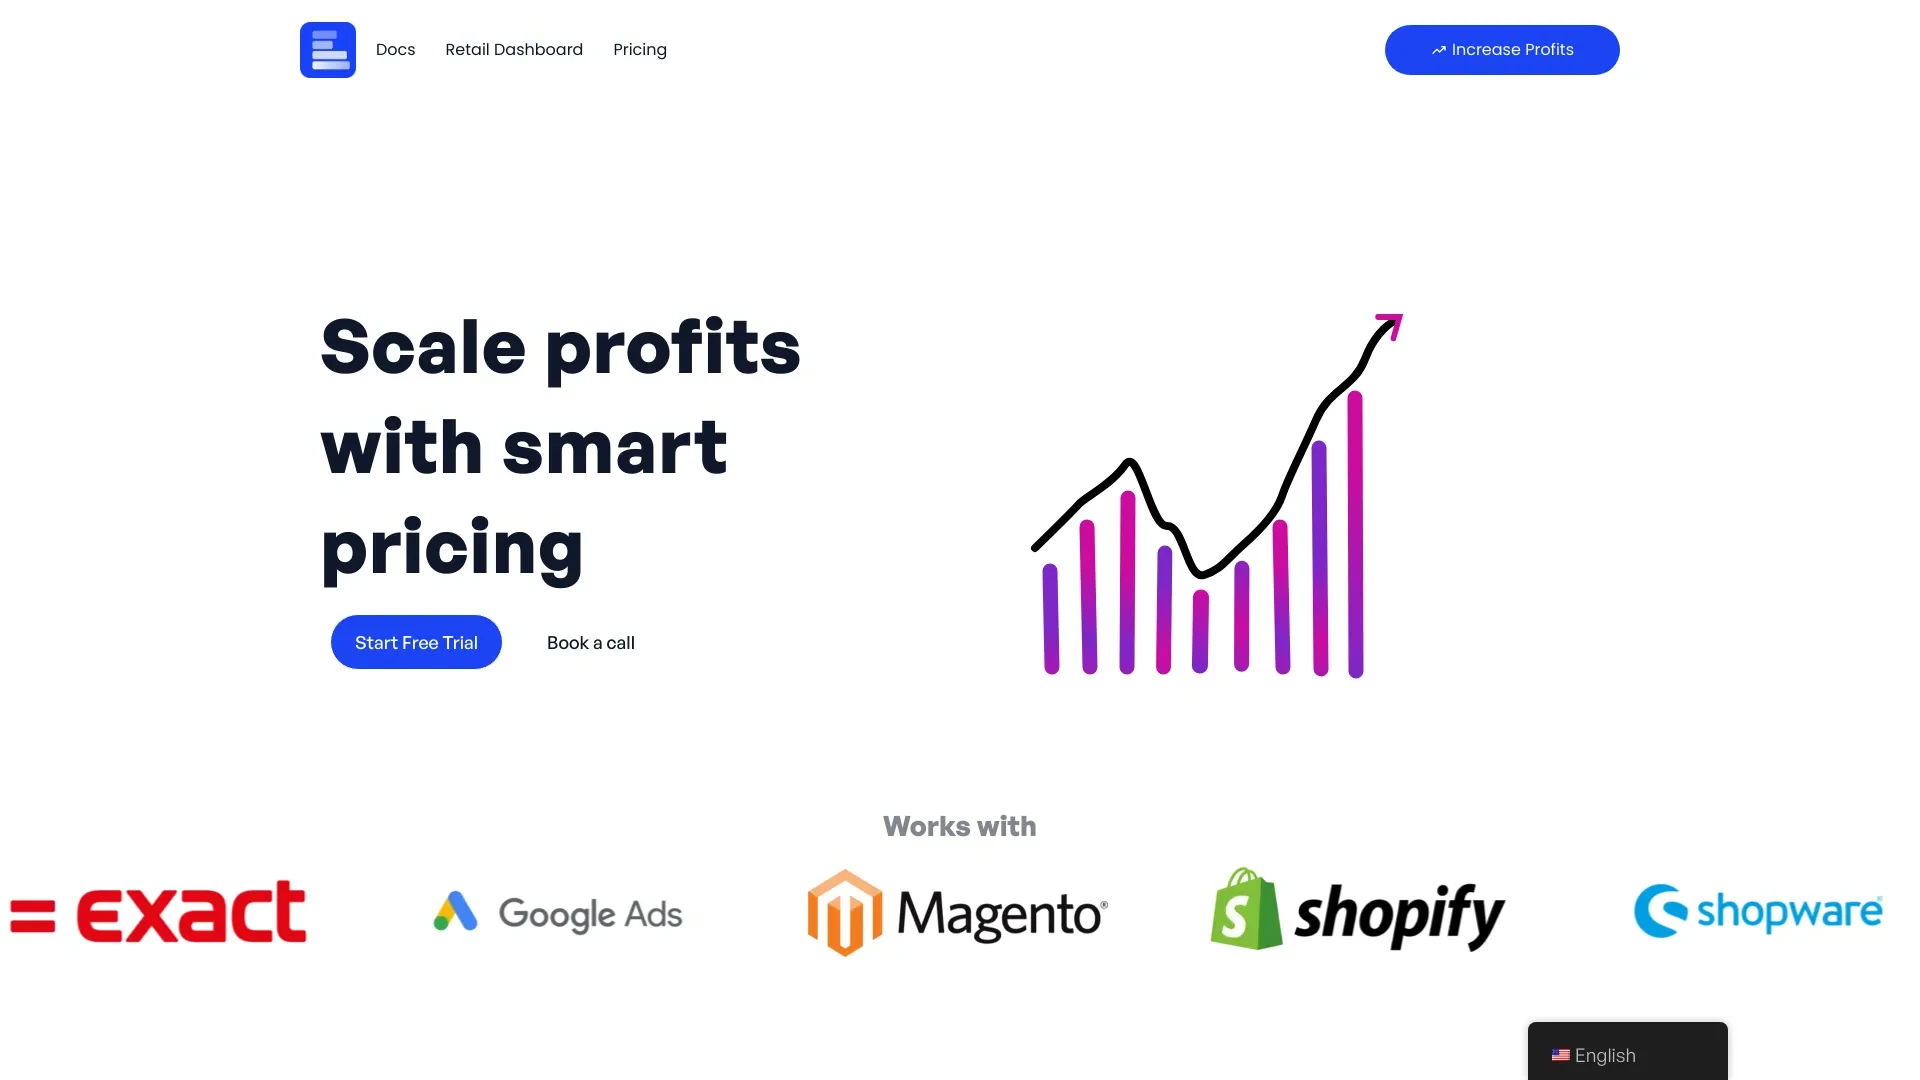 Docs
Retail Dashboard
Pricing
Increase Profits
Scale profits
with smart
pricing
Start Free Trial
Book a call
Works with
= exact
Google Ads
Magento®
shopify
shopware®
English